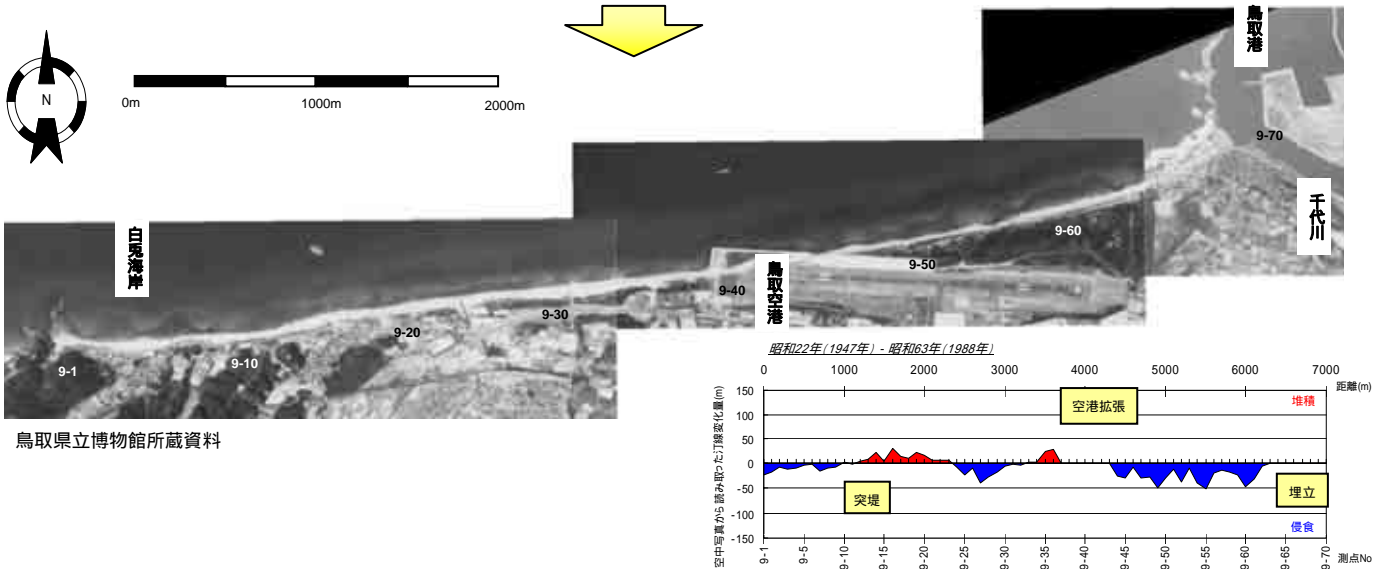 鳥取港
N
0m 1000m 2000m
9-70
千代川
白兎海岸
9-60
9-50
鳥取空港
9-40
9-30
9-20
9-10
9-1
鳥取県立博物館所蔵資料
昭和22年(1947年) - 昭和63年(1988年)
0 1000 2000 3000 4000 5000 6000 7000
距離(m)
空中写真から読み取った汀線変化量(m)
150
100
50
0
-50
-100
-150
堆積
空港拡張
突堤
埋立
侵食
9-1 9-5 9-10 9-15 9-20 9-25 9-30 9-35 9-40 9-45 9-50 9-55 9-60 9-65 9-70
測点No